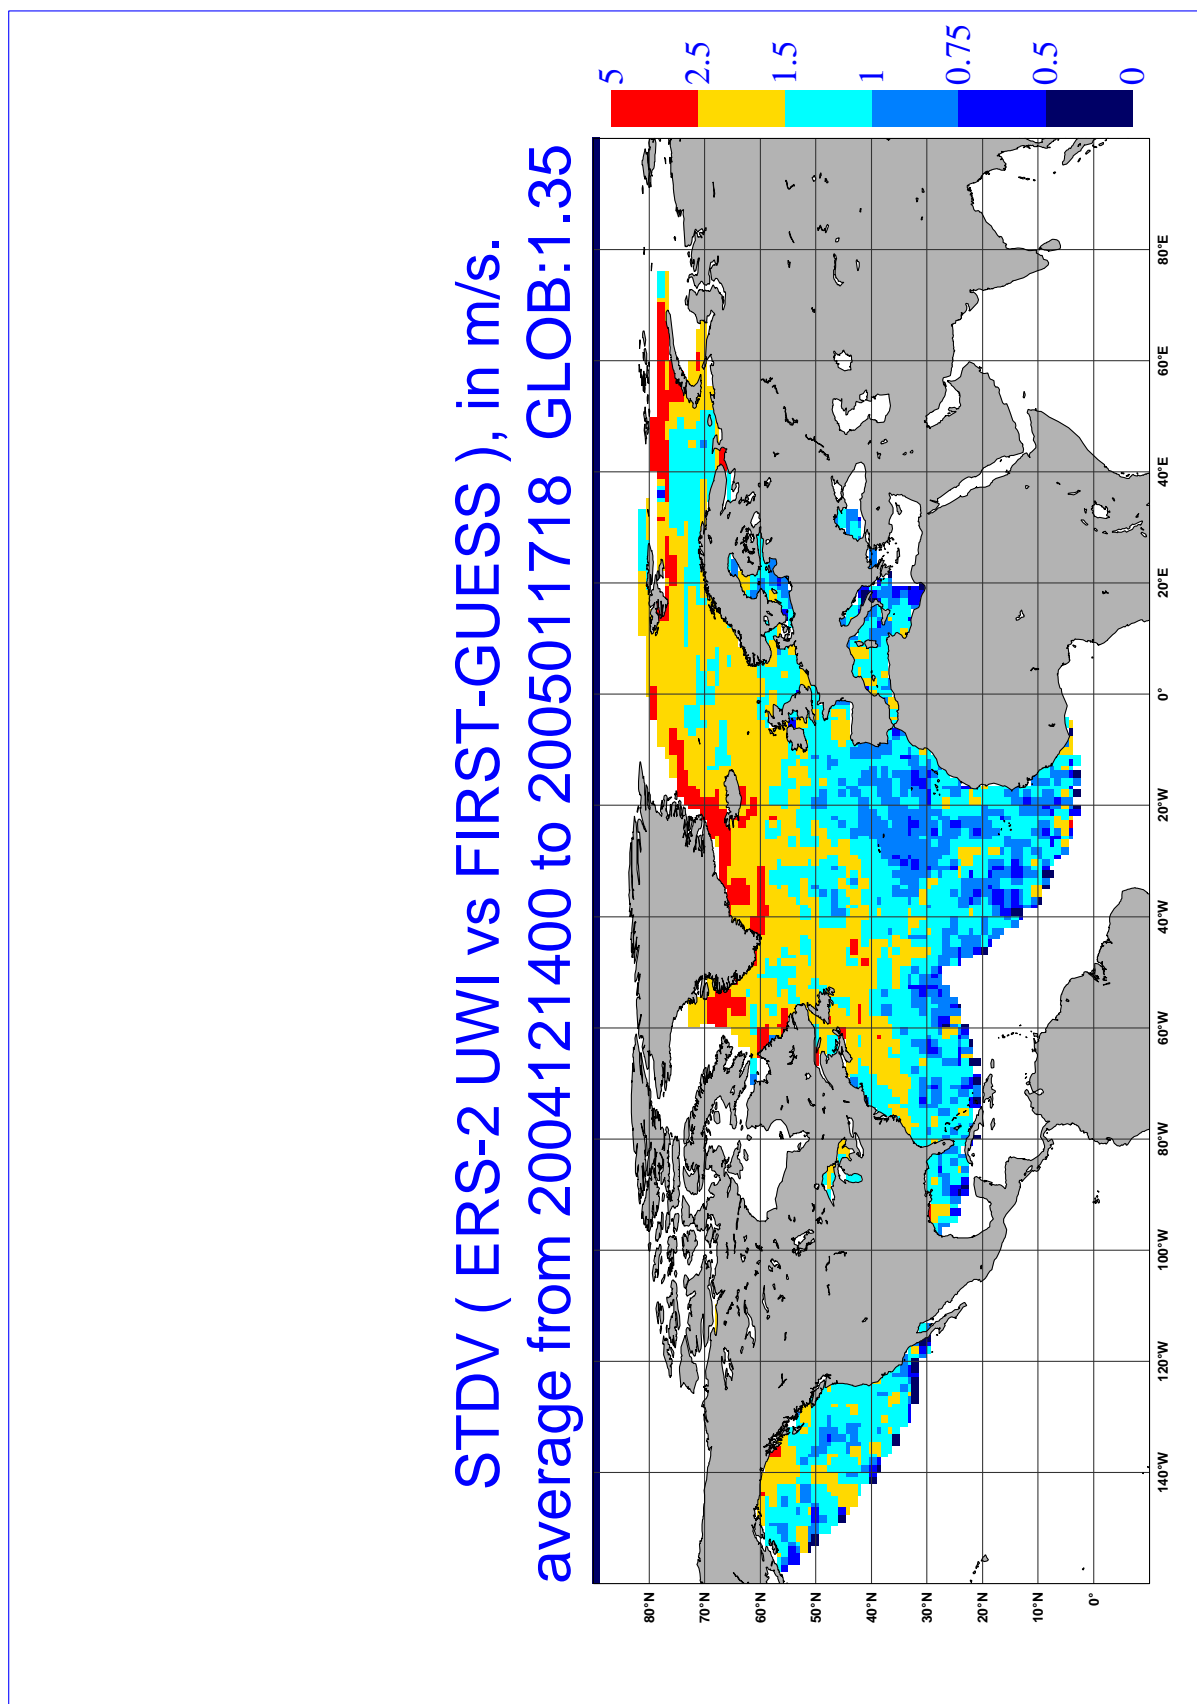 STDV ( ERS-2 UWI vs FIRST-GUESS ), in m/s.
average from 2004121400 to 2005011718 GLOB:1.35
5
2.5
1.5
1
0.75
0.5
0
80°N
70°N
60°N
50°N
40°N
30°N
20°N
10°N
0°
140°W
120°W
100°W
80°W
60°W
40°W
20°W
0°
20°E
40°E
60°E
80°E